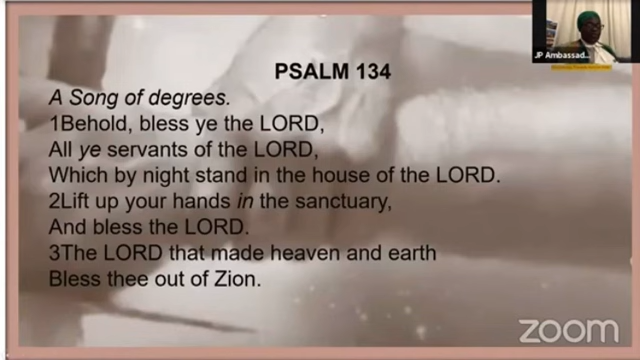 PSALM 134
A Song of degrees.
1Behold, bless ye the LORD,
All ye servants of the LORD,
Which by night stand in the house of the LORD.
2Lift up your hands in the sanctuary,
And bless the LORD.
3The LORD that made heaven and earth
Bless thee out of Zion.
JP Ambassad...
zoom